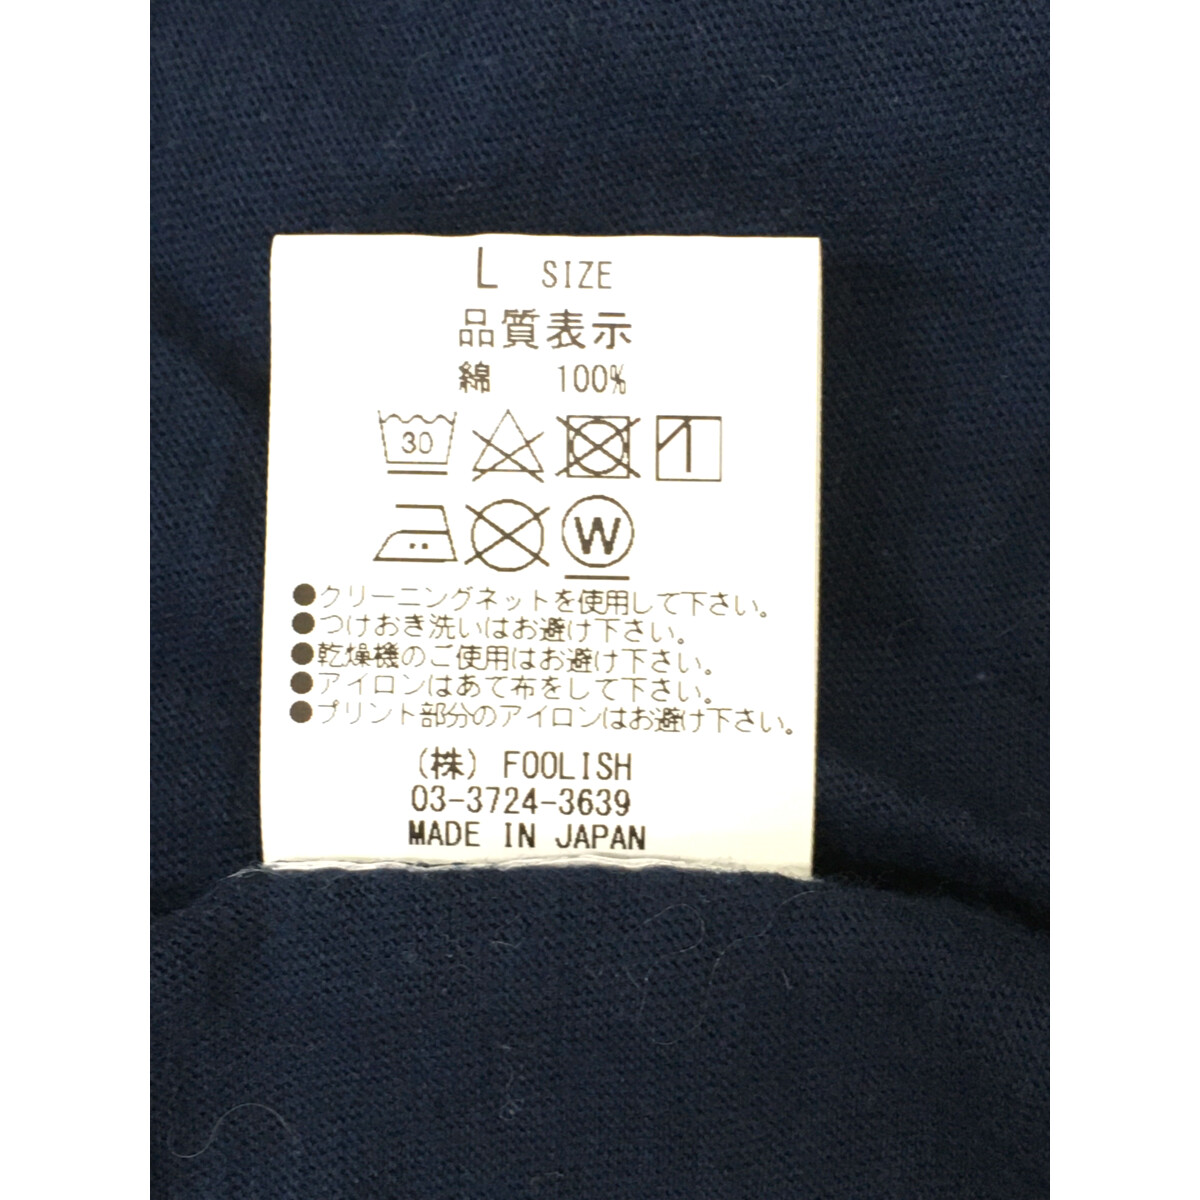 L SIZE
品質表示
綿 100%
30
W
●クリーニングネットを使用して下さい。
●つけおき洗いはお避け下さい。
●乾燥機のご使用はお避け下さい。
●アイロンはあて布をして下さい。
●プリント部分のアイロンはお避け下さい。
(株) FOOLISH
03-3724-3639
MADE IN JAPAN